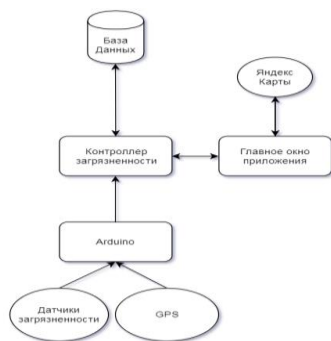 База
Данных
Яндекс
Карты
Контроллер
загрязненности
Главное окно
приложения
Arduino
Датчики
загрязненности
GPS